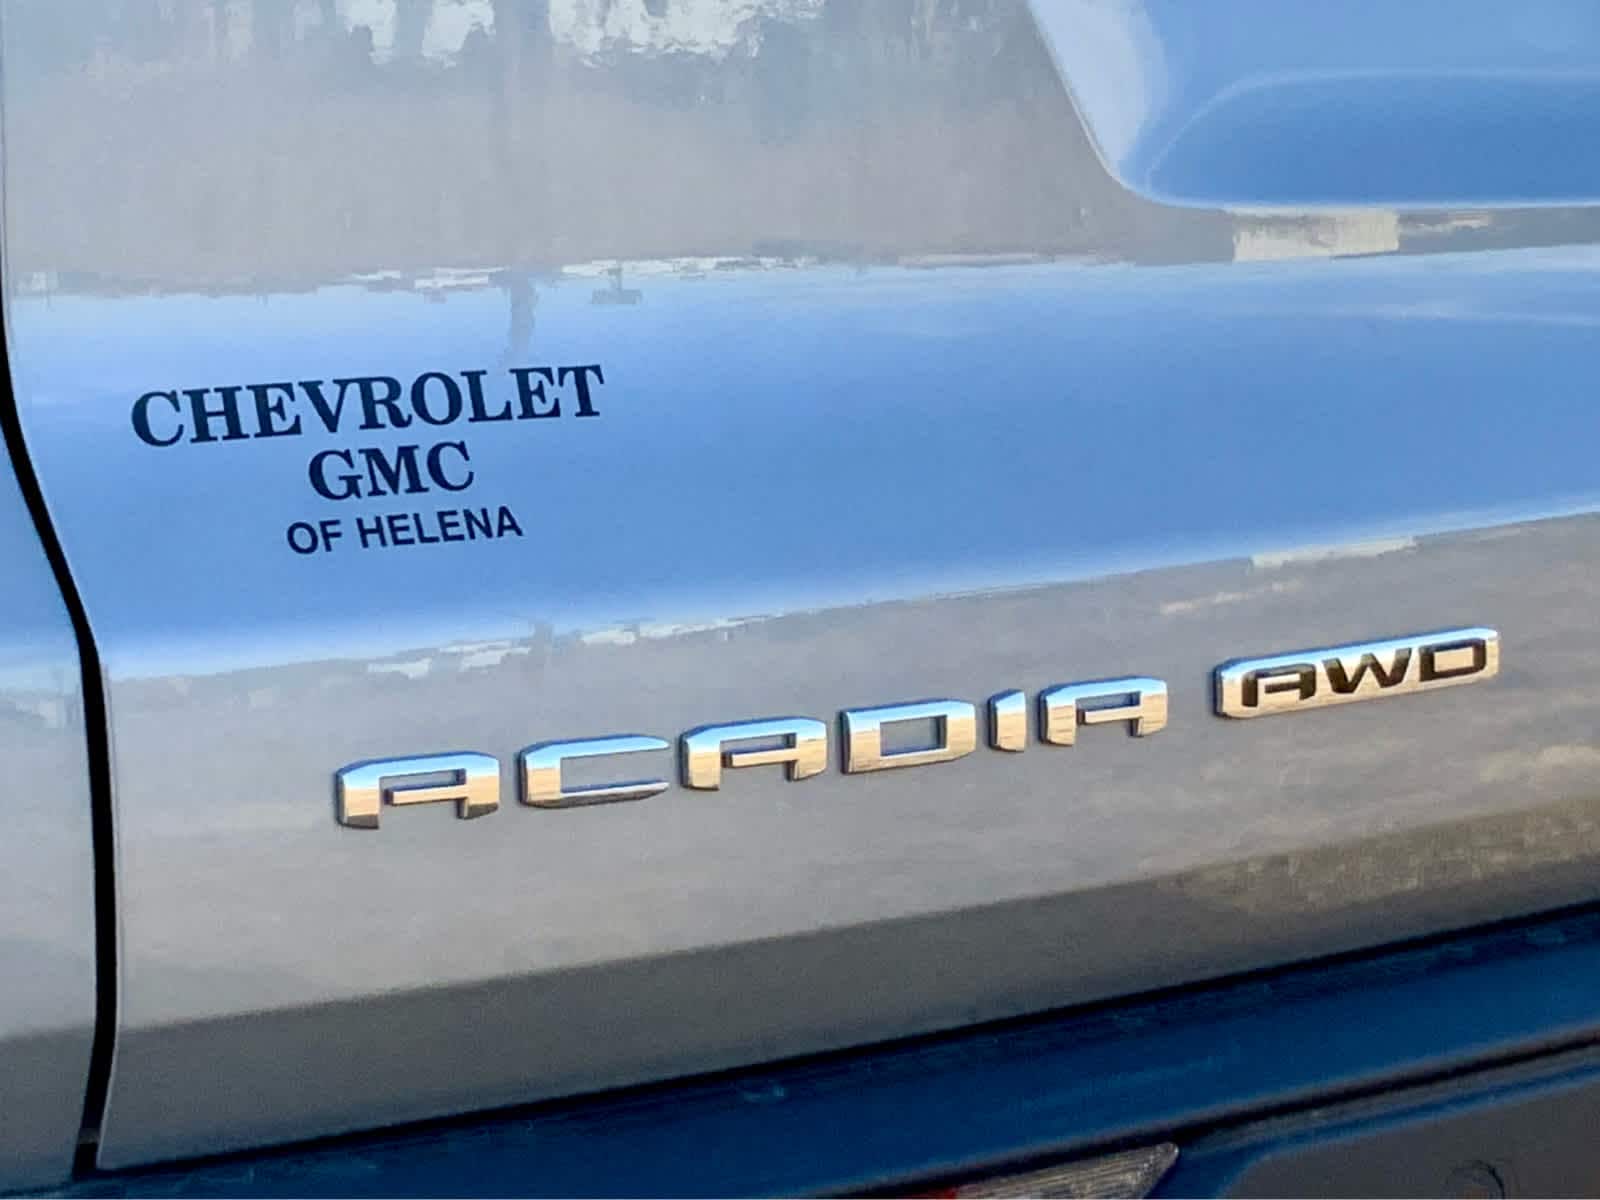 CHEVROLET
GMC
OF HELENA
ACADIA AWD